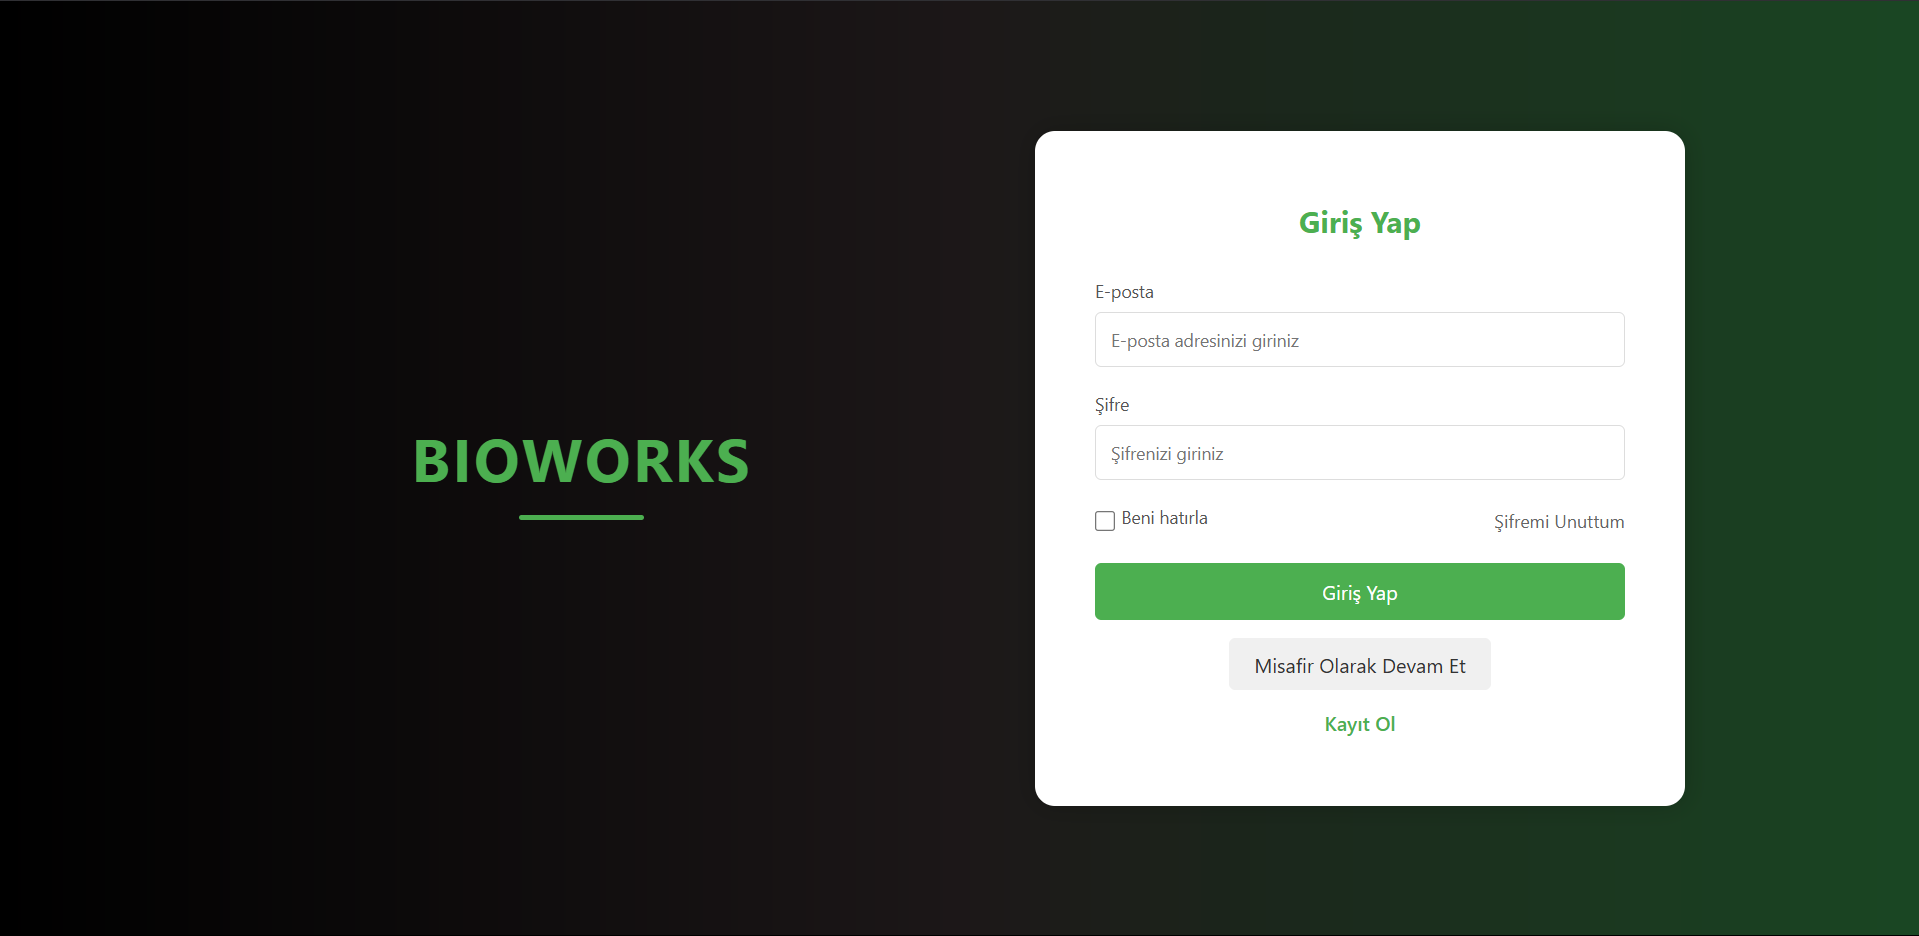 BIOWORKS
Giriş Yap
E-posta
E-posta adresinizi giriniz
Şifre
Şifrenizi giriniz
Beni hatırla
Şifremi Unuttum
Giriş Yap
Misafir Olarak Devam Et
Kayıt Ol